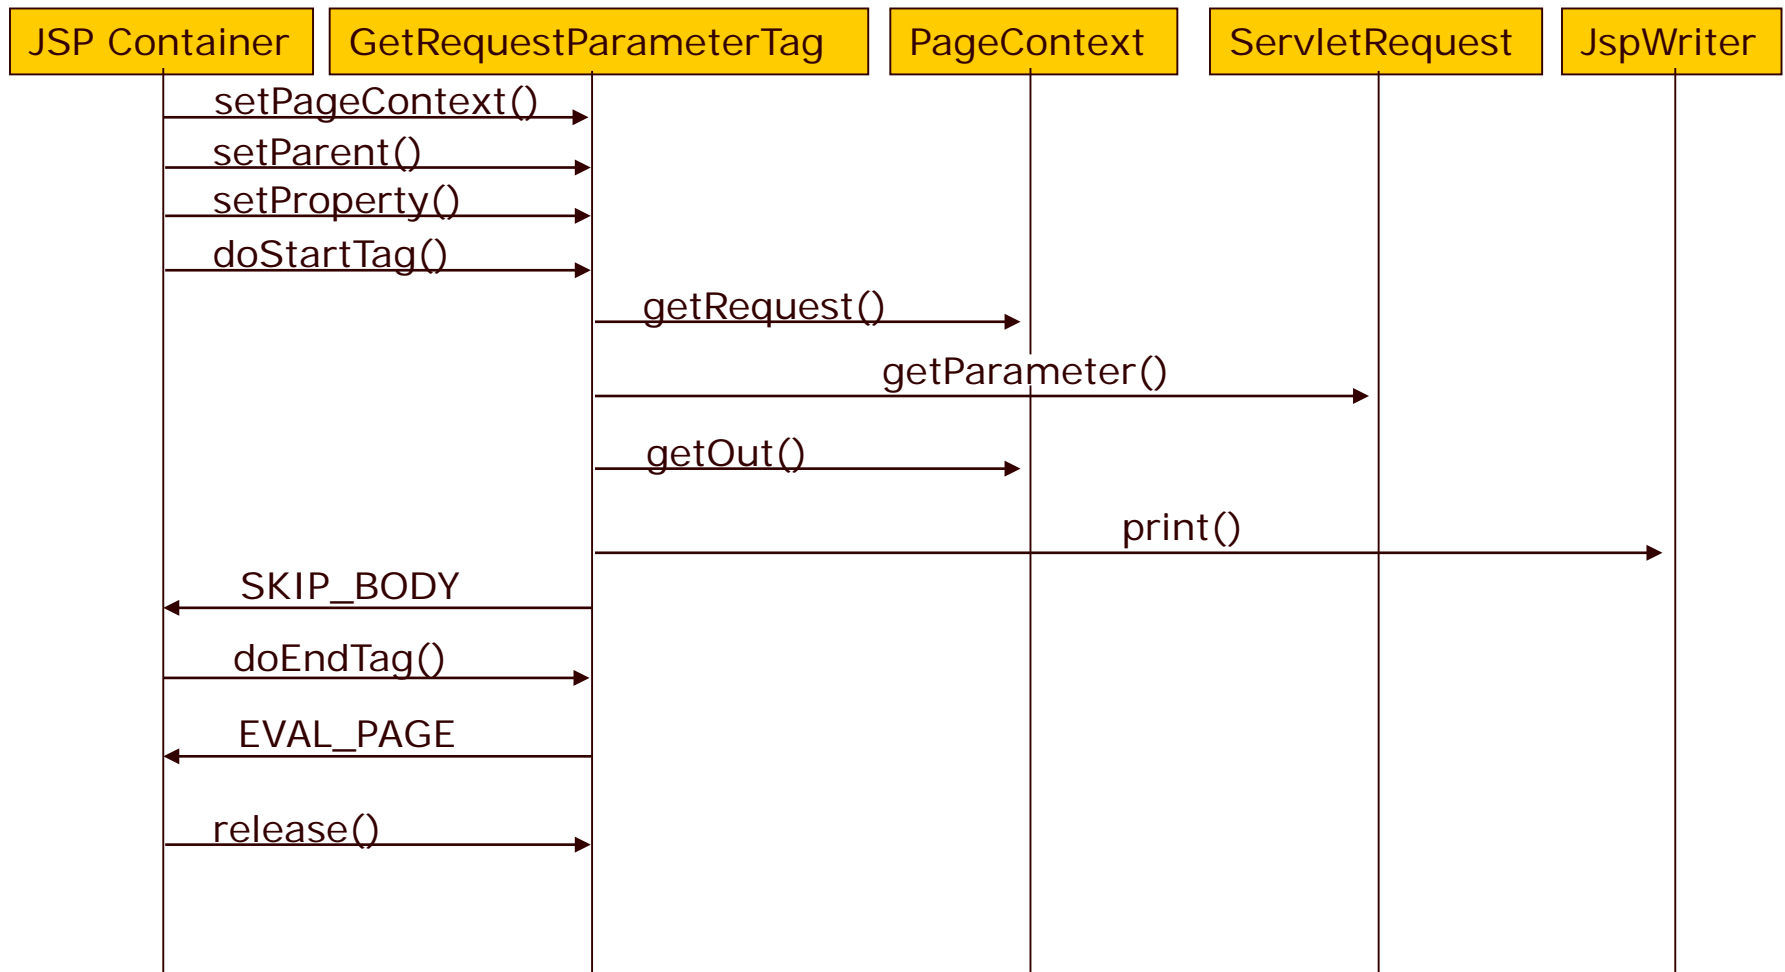 JSP Container
GetRequestParameterTag
PageContext
ServletRequest
JspWriter
setPageContext()
setParent()
setProperty()
doStartTag()
getRequest()
getParameter()
getOut()
print()
SKIP_BODY
doEndTag()
EVAL_PAGE
release()